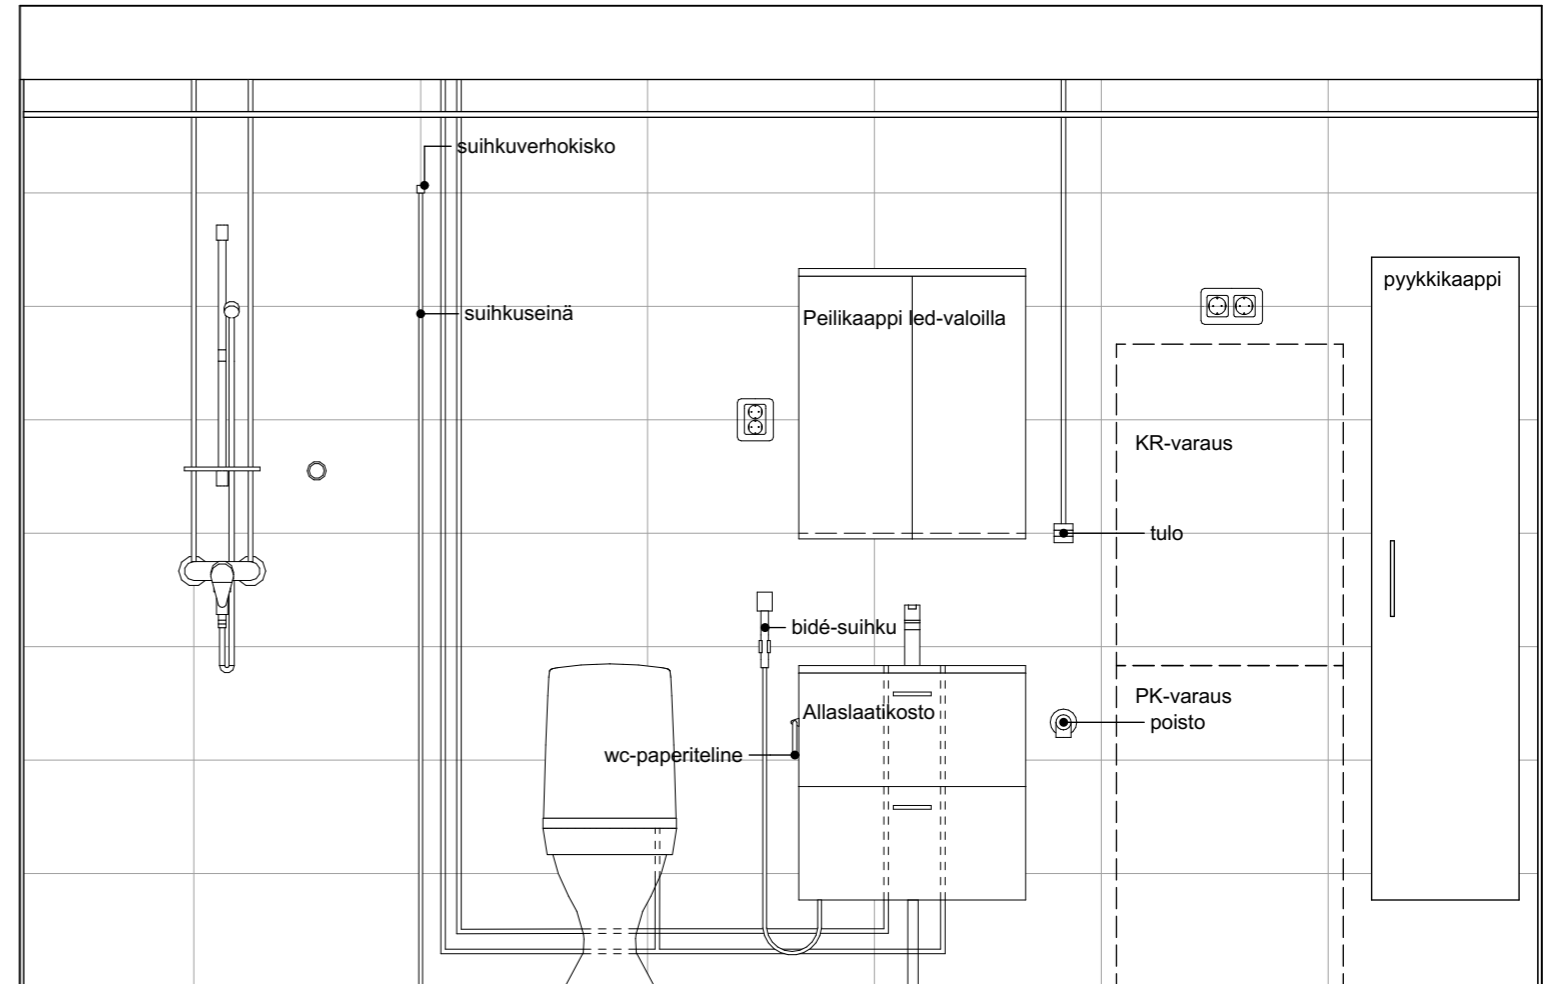 suihkuverhokisko
pyykkikaappi
suihkuseinä
Peilikaappi led-valoilla
KR-varaus
tulo
bidé-suihku
PK-varaus
Allaslaatikosto
poisto
wc-paperiteline